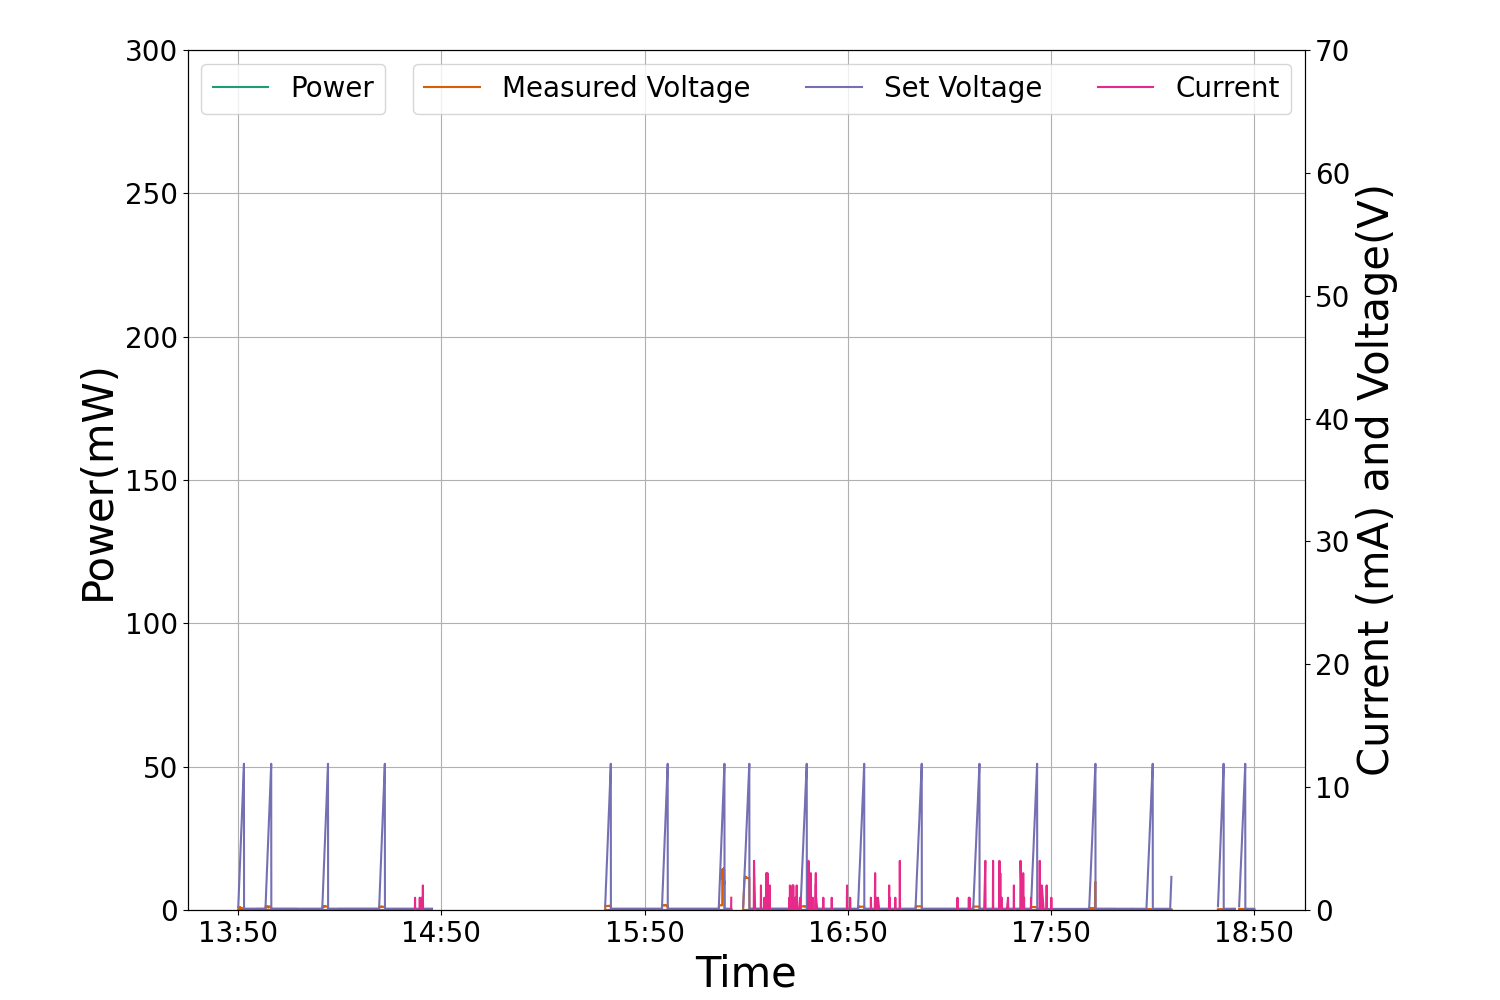 Power
Measured Voltage
Set Voltage
Current
300
250
200
150
100
50
0
Power(mW)
70
60
50
40
30
20
10
0
Current (mA) and Voltage(V)
13:50 14:50 15:50 16:50 17:50 18:50
Time